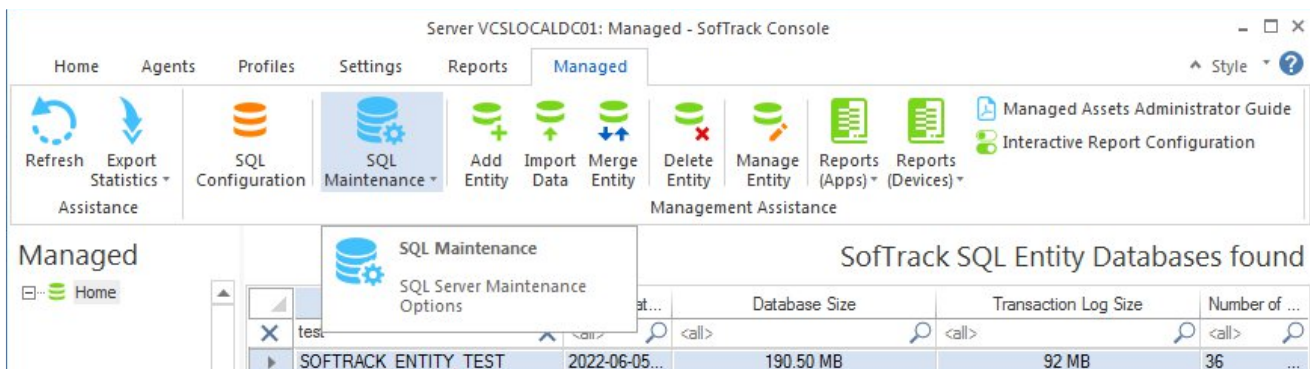 Server VCSLOCALDC01: Managed - SofTrack Console
Home Agents Profiles Settings Reports Managed Style
Refresh Export Statistics SQL Configuration SQL Maintenance Add Entity Import Data Merge Entity Delete Entity Manage Entity Reports (Apps) Reports (Devices) Managed Assets Administrator Guide
Interactive Report Configuration
Assistance Management Assistance
Managed
SofTrack SQL Entity Databases found
SQL Maintenance
SQL Server Maintenance
Options
Home
at... Database Size Transaction Log Size Number of ...
test <all> <all> <all> <all>
SOFTRACK_ENTITY_TEST 2022-06-05... 190.50 MB 92 MB 36 ...